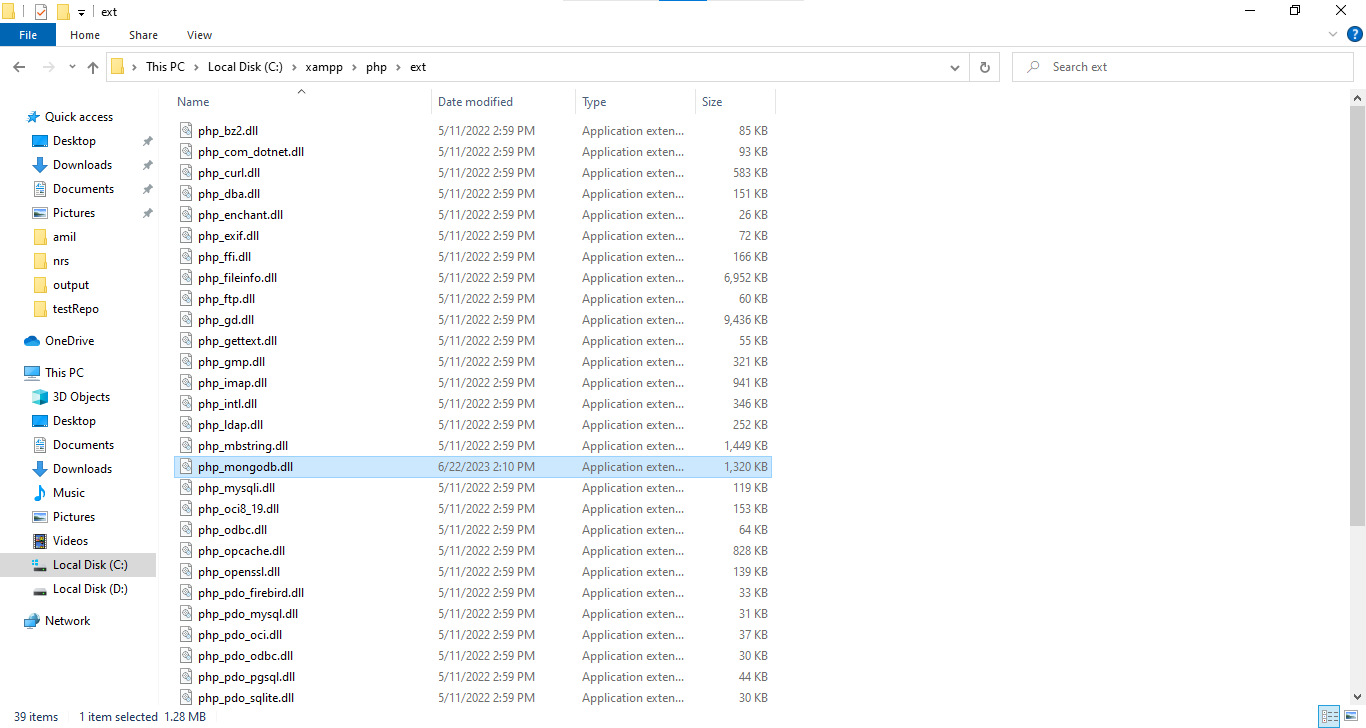 ext
File Home Share View
This PC Local Disk (C:) xampp php ext Search ext
Name Date modified Type Size
Quick access
Desktop
Downloads
Documents
Pictures
amil
nrs
output
testRepo
OneDrive
This PC
3D Objects
Desktop
Documents
Downloads
Music
Pictures
Videos
Local Disk (C:)
Local Disk (D:)
Network
php_bz2.dll 5/11/2022 2:59 PM Application exten... 85 KB
php_com_dotnet.dll 5/11/2022 2:59 PM Application exten... 93 KB
php_curl.dll 5/11/2022 2:59 PM Application exten... 583 KB
php_dba.dll 5/11/2022 2:59 PM Application exten... 151 KB
php_enchant.dll 5/11/2022 2:59 PM Application exten... 26 KB
php_exif.dll 5/11/2022 2:59 PM Application exten... 72 KB
php_ffi.dll 5/11/2022 2:59 PM Application exten... 166 KB
php_fileinfo.dll 5/11/2022 2:59 PM Application exten... 6,952 KB
php_ftp.dll 5/11/2022 2:59 PM Application exten... 60 KB
php_gd.dll 5/11/2022 2:59 PM Application exten... 9,436 KB
php_gettext.dll 5/11/2022 2:59 PM Application exten... 55 KB
php_gmp.dll 5/11/2022 2:59 PM Application exten... 321 KB
php_imap.dll 5/11/2022 2:59 PM Application exten... 941 KB
php_intl.dll 5/11/2022 2:59 PM Application exten... 346 KB
php_ldap.dll 5/11/2022 2:59 PM Application exten... 252 KB
php_mbstring.dll 5/11/2022 2:59 PM Application exten... 1,449 KB
php_mongodb.dll 6/22/2023 2:10 PM Application exten... 1,320 KB
php_mysqli.dll 5/11/2022 2:59 PM Application exten... 119 KB
php_oci8_19.dll 5/11/2022 2:59 PM Application exten... 153 KB
php_odbc.dll 5/11/2022 2:59 PM Application exten... 64 KB
php_opcache.dll 5/11/2022 2:59 PM Application exten... 828 KB
php_openssl.dll 5/11/2022 2:59 PM Application exten... 139 KB
php_pdo_firebird.dll 5/11/2022 2:59 PM Application exten... 33 KB
php_pdo_mysql.dll 5/11/2022 2:59 PM Application exten... 31 KB
php_pdo_oci.dll 5/11/2022 2:59 PM Application exten... 37 KB
php_pdo_odbc.dll 5/11/2022 2:59 PM Application exten... 30 KB
php_pdo_pgsql.dll 5/11/2022 2:59 PM Application exten... 44 KB
php_pdo_sqlite.dll 5/11/2022 2:59 PM Application exten... 30 KB
39 items 1 item selected 1.28 MB